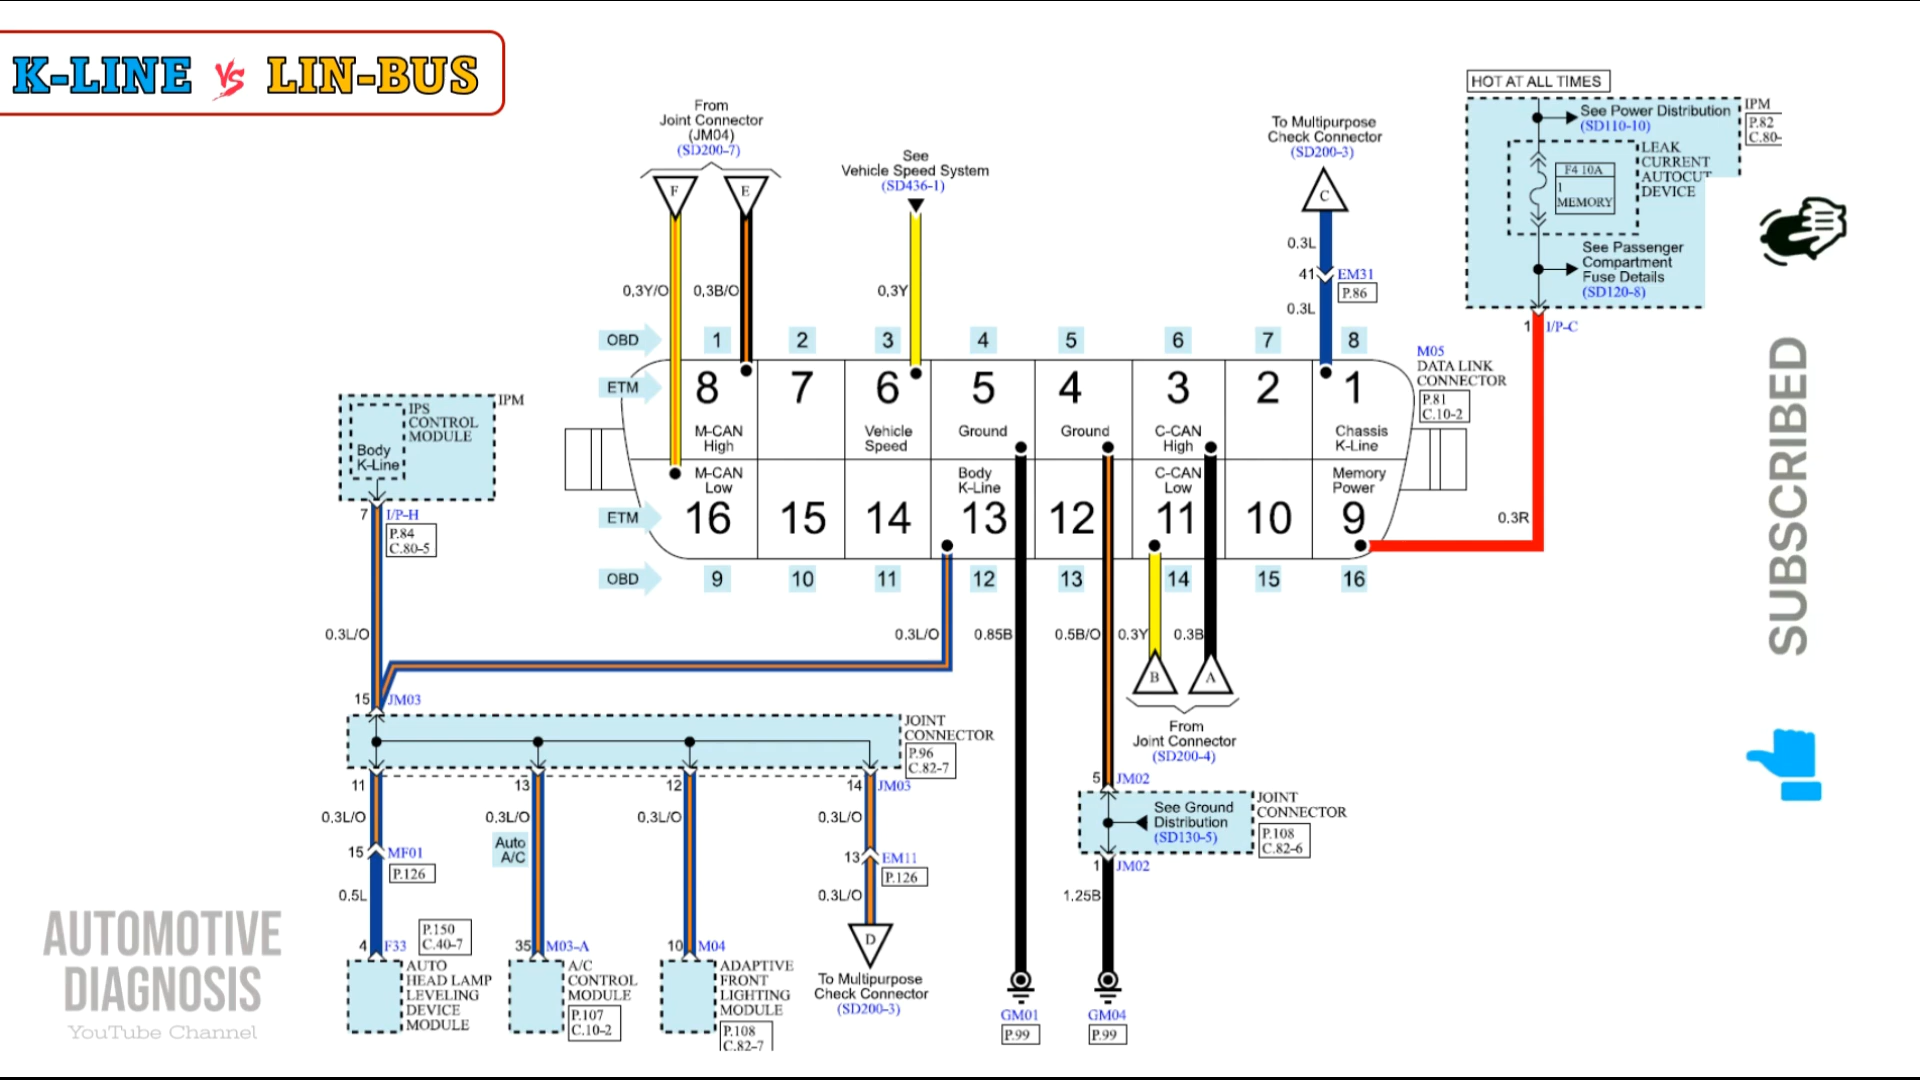 K-LINE VS LIN-BUS
From
Joint Connector
(JM04)
(SD200-7)
F
E
See
Vehicle Speed System
(SD436-1)
To Multipurpose
Check Connector
(SD200-3)
C
HOT AT ALL TIMES
See Power Distribution
(SD110-10)
IPM
P.82
C.80-
LEAK
CURRENT
AUTOCUT
DEVICE
F4 10A
1
MEMORY
See Passenger
Compartment
Fuse Details
(SD120-8)
1 I/P-C
0.3L
41 EM31
P.86
0.3L
0,3Y/O
0,3B/O
0,3Y
OBD 1 2 3 4 5 6 7 8
ETM 8 7 6 5 4 3 2 1
M05
DATA LINK
CONNECTOR
P.81
C.10-2
M-CAN
High
Vehicle
Speed
Ground
Ground
C-CAN
High
Chassis
K-Line
M-CAN
Low
Body
K-Line
C-CAN
Low
Memory
Power
ETM 16 15 14 13 12 11 10 9
OBD 9 10 11 12 13 14 15 16
0.3R
IPM
IPS
CONTROL
MODULE
Body
K-Line
7 I/P-H
P.84
C.80-5
0.3L/O
0.3L/O
0.85B
0.5B/O
0.3Y
0.3B
B
A
From
Joint Connector
(SD200-4)
15 JM03
JOINT
CONNECTOR
P.96
C.82-7
11
13
12
14 JM03
0.3L/O
0.3L/O
0.3L/O
0.3L/O
Auto
A/C
15 MF01
P.126
13 EM11
P.126
0.5L
0.3L/O
D
To Multipurpose
Check Connector
(SD200-3)
P.150
C.40-7
4 F33
35 M03-A
10 M04
AUTO
HEAD LAMP
LEVELING
DEVICE
MODULE
A/C
CONTROL
MODULE
P.107
C.10-2
ADAPTIVE
FRONT
LIGHTING
MODULE
P.108
C.82-7
5 JM02
See Ground
Distribution
(SD130-5)
JOINT
CONNECTOR
P.108
C.82-6
1 JM02
1.25B
GM01
P.99
GM04
P.99
SUBSCRIBED
AUTOMOTIVE
DIAGNOSIS
YouTube Channel